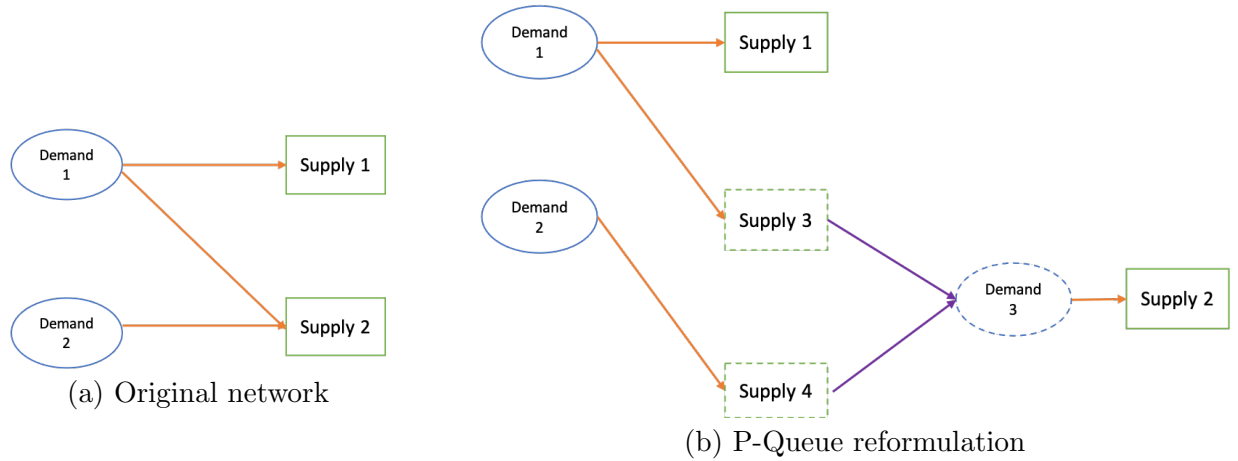 Demand
1
Supply 1
Demand
2
Supply 2
(a) Original network
Demand
1
Supply 1
Demand
2
Supply 3
Supply 4
Demand
3
Supply 2
(b) P-Queue reformulation